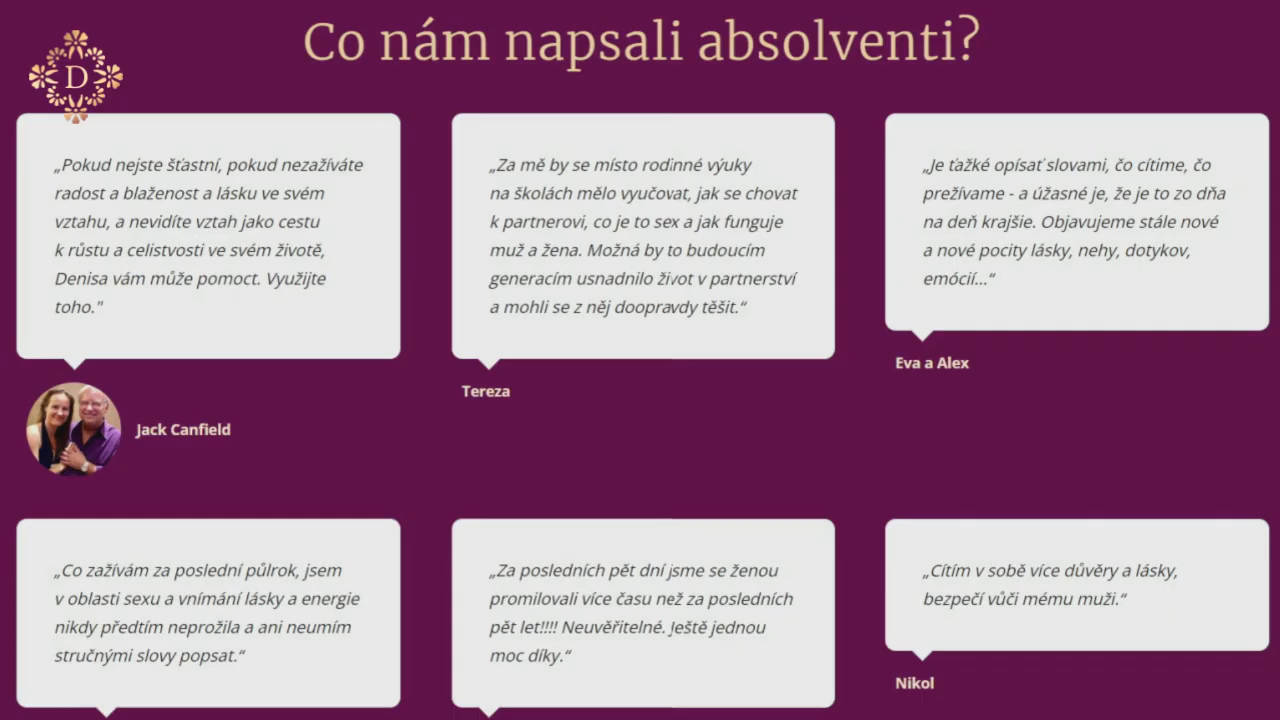 Co nám napsali absolventi?
D
„Pokud nejste šťastní, pokud nezažíváte
radost a blaženost a lásku ve svém
vztahu, a nevidíte vztah jako cestu
k růstu a celistvosti ve svém životě,
Denisa vám může pomoct. Využijte
toho."
Jack Canfield
„Za mě by se místo rodinné výuky
na školách mělo vyučovat, jak se chovat
k partnerovi, co je to sex a jak funguje
muž a žena. Možná by to budoucím
generacím usnadnilo život v partnerství
a mohli se z něj doopravdy těšit.“
Tereza
„Je ťažké opísať slovami, čo cítime, čo
prežívame - a úžasné je, že je to zo dňa
na deň krajšie. Objavujeme stále nové
a nové pocity lásky, nehy, dotykov,
emócií...“
Eva a Alex
„Co zažívám za poslední půlrok, jsem
v oblasti sexu a vnímání lásky a energie
nikdy předtím neprožila a ani neumím
stručnými slovy popsat.“
„Za posledních pět dní jsme se ženou
promilovali více času než za posledních
pět let!!!! Neuvěřitelné. Ještě jednou
moc díky.“
„Cítím v sobě více důvěry a lásky,
bezpečí vůči mému muži.“
Nikol